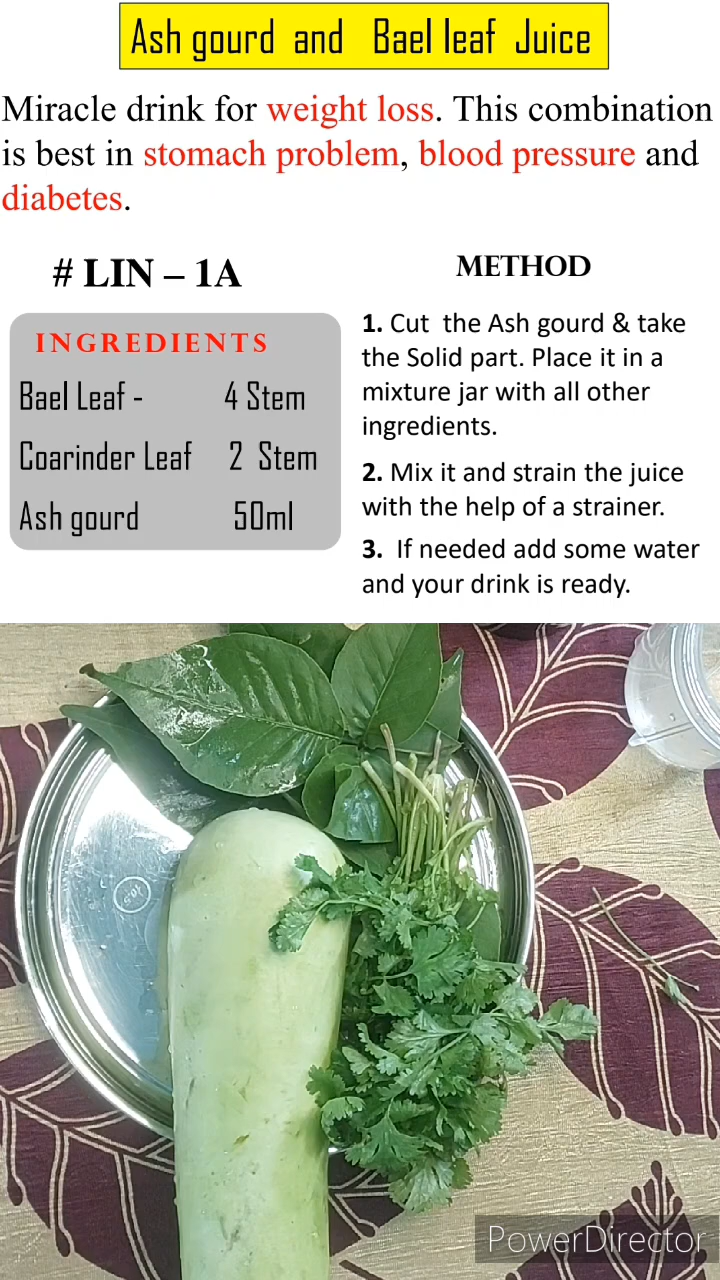 Ash gourd and Bael leaf Juice
Miracle drink for weight loss. This combination
is best in stomach problem, blood pressure and
diabetes.
# LIN – 1A
INGREDIENTS
Bael Leaf - 4 Stem
Coarinder Leaf 2 Stem
Ash gourd 50ml
METHOD
1. Cut the Ash gourd & take
the Solid part. Place it in a
mixture jar with all other
ingredients.
2. Mix it and strain the juice
with the help of a strainer.
3. If needed add some water
and your drink is ready.
PowerDirector